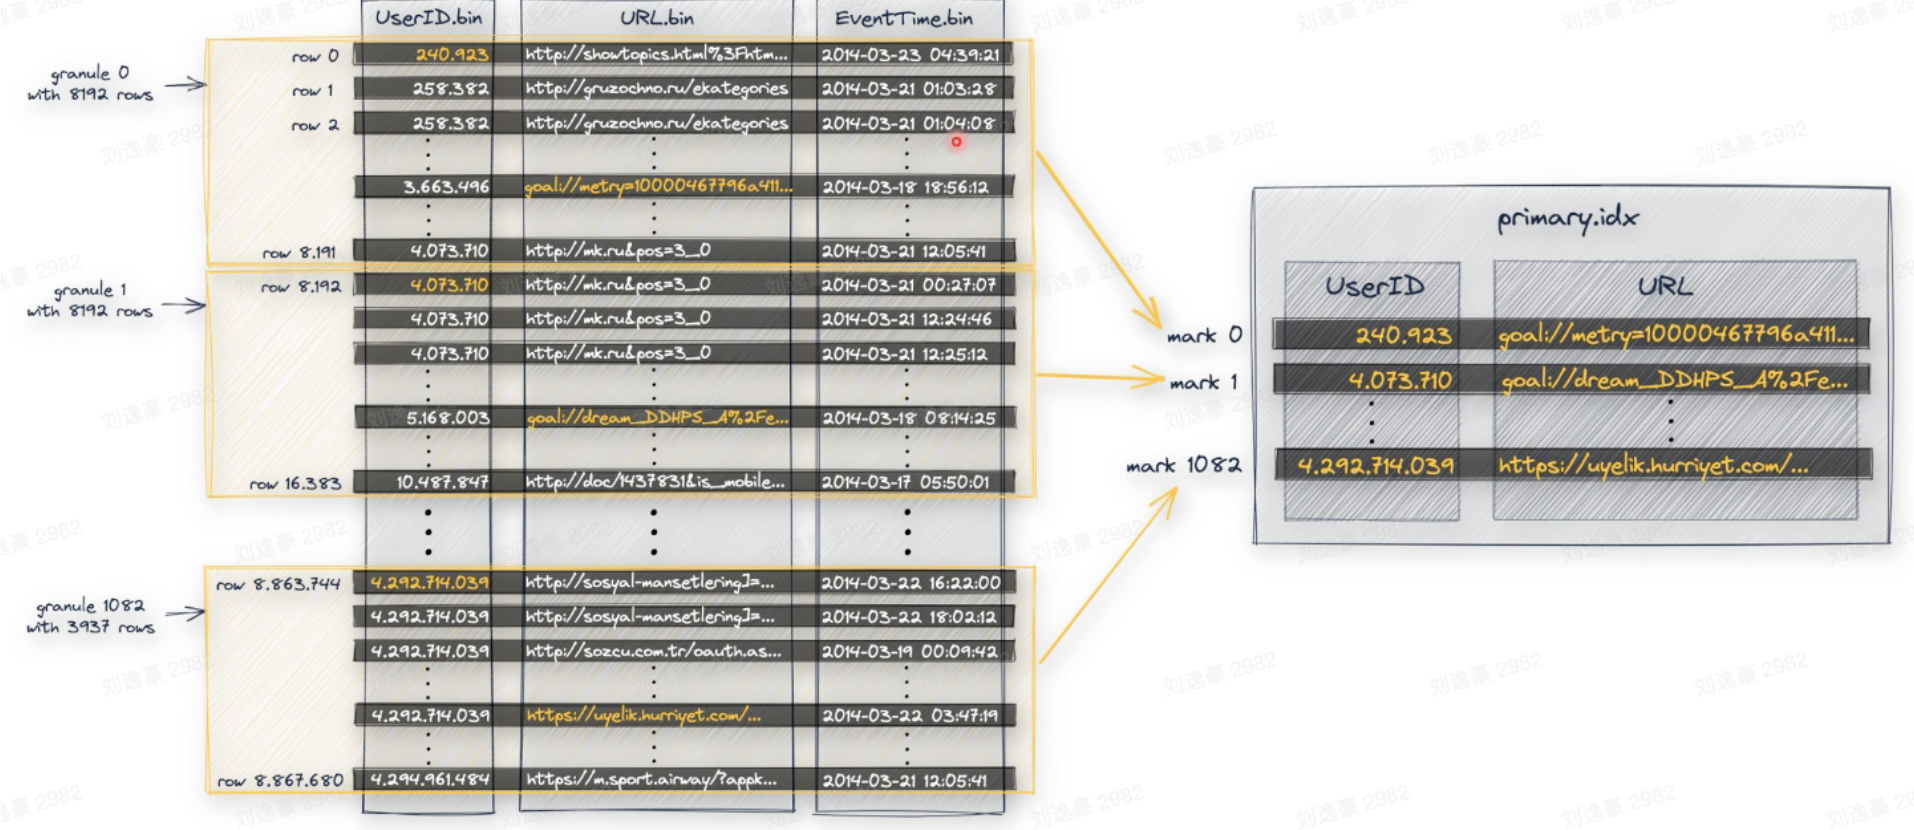 UserID.bin URL.bin EventTime.bin
granule 0
with 8192 rows
row 0 240.923 http://showtopics.html%3Fhtm... 2014-03-23 04:39:21
row 1 258.382 http://gruzochno.ru/ekategories 2014-03-21 01:03:28
row 2 258.382 http://gruzochno.ru/ekategories 2014-03-21 01:04:08
3.663.496 goal://metry=10000467796a411... 2014-03-18 18:56:12
row 8.191 4.073.710 http://mk.ru&pos=3_0 2014-03-21 12:05:41
granule 1
with 8192 rows
row 8.192 4.073.710 http://mk.ru&pos=3_0 2014-03-21 00:27:07
4.073.710 http://mk.ru&pos=3_0 2014-03-21 12:24:46
4.073.710 http://mk.ru&pos=3_0 2014-03-21 12:25:12
5.168.003 goal://dream_DDHPS_A%2Fe... 2014-03-18 08:14:25
row 16.383 10.487.847 http://doc/1437831&is_mobile... 2014-03-17 05:50:01
granule 1082
with 3937 rows
row 8.863.744 4.292.714.039 http://sosyal-mansetlering]=... 2014-03-22 16:22:00
4.292.714.039 http://sosyal-mansetlering]=... 2014-03-22 18:02:12
4.292.714.039 http://sozcu.com.tr/oauth.as... 2014-03-19 00:09:42
4.292.714.039 https://uyelik.hurriyet.com/... 2014-03-22 03:47:19
row 8.867.680 4.294.961.484 https://m.sport.airway/?appk... 2014-03-21 12:05:41
primary.idx
UserID URL
mark 0 240.923 goal://metry=10000467796a411...
mark 1 4.073.710 goal://dream_DDHPS_A%2Fe...
mark 1082 4.292.714.039 https://uyelik.hurriyet.com/...
刘逸豪 2982